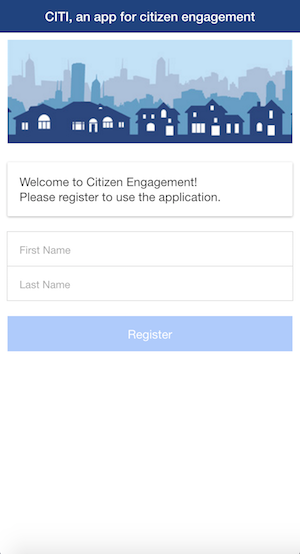 CITI, an app for citizen engagement
Welcome to Citizen Engagement!
Please register to use the application.
First Name
Last Name
Register